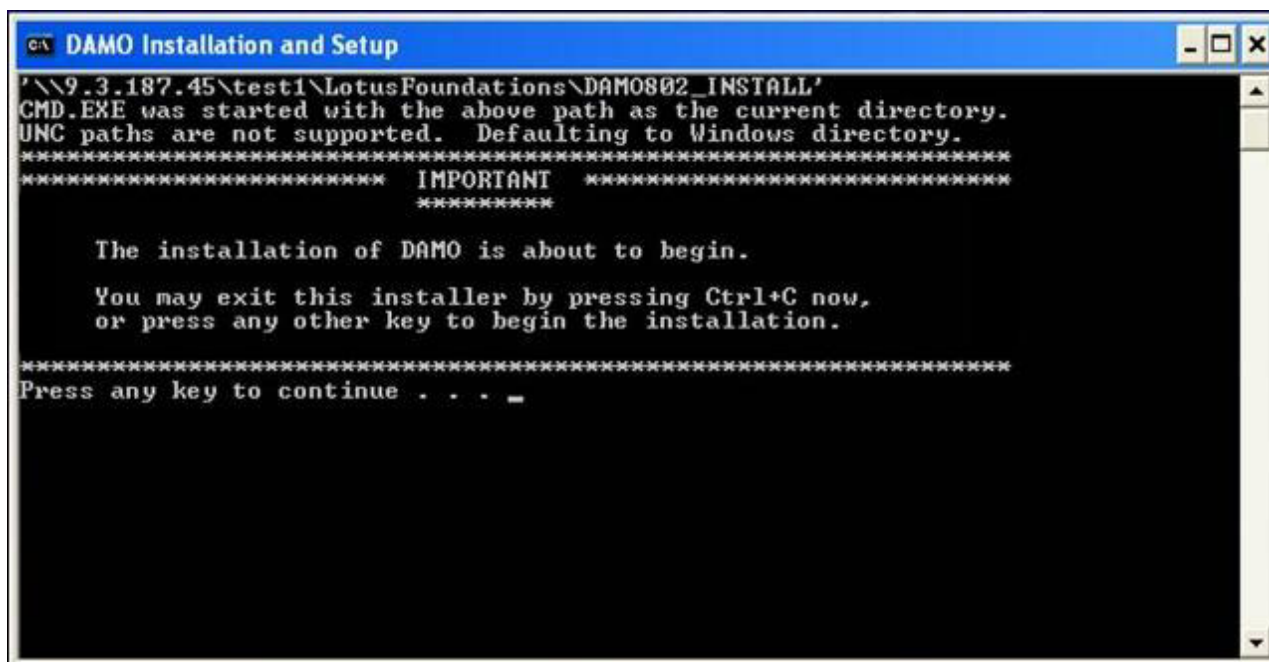 DAMO Installation and Setup
'\\9.3.187.45\test1\LotusFoundations\DAMO802_INSTALL'
CMD.EXE was started with the above path as the current directory.
UNC paths are not supported.  Defaulting to Windows directory.
*****************************************************************
************************  IMPORTANT  ****************************
*********
The installation of DAMO is about to begin.
You may exit this installer by pressing Ctrl+C now,
or press any other key to begin the installation.
*****************************************************************
Press any key to continue . . . _